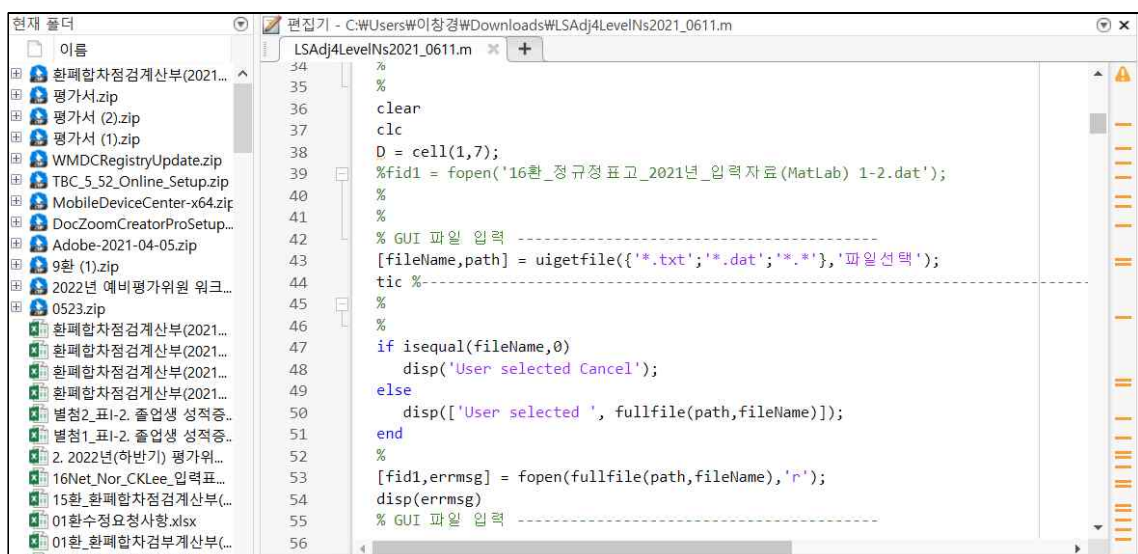 현재 폴더
이름
환폐합차점검계산부(2021...
평가서.zip
평가서 (2).zip
평가서 (1).zip
WMDCRegistryUpdate.zip
TBC_5_52_Online_Setup.zip
MobileDeviceCenter-x64.zip
DocZoomCreatorProSetup...
Adobe-2021-04-05.zip
9환 (1).zip
2022년 예비평가위원 워크...
0523.zip
환폐합차점검계산부(2021...
환폐합차점검계산부(2021...
환폐합차점검계산부(2021...
환폐합차점검계산부(2021...
별첨2_표I-2. 졸업생 성적증...
별첨1_표I-2. 졸업생 성적증...
2. 2022년(하반기) 평가위...
16Net_Nor_CKLee_입력표...
15환_환폐합차점검계산부(...
01환수정요청사항.xlsx
01환_환폐합차검부계산부(...
편집기 - C:₩Users₩이창경₩Downloads₩LSAdj4LevelNs2021_0611.m
LSAdj4LevelNs2021_0611.m
34 %
35 %
36 clear
37 clc
38 D = cell(1,7);
39 %fid1 = fopen('16환_정규정표고_2021년_입력자료(MatLab) 1-2.dat');
40 %
41 %
42 % GUI 파일 입력 -----------------------------------------
43 [fileName,path] = uigetfile({'*.txt';'*.dat';'*.*'},'파일선택');
44 tic %--------------------------------------------------------------------------
45 %
46 %
47 if isequal(fileName,0)
48 disp('User selected Cancel');
49 else
50 disp(['User selected ', fullfile(path,fileName)]);
51 end
52 %
53 [fid1,errmsg] = fopen(fullfile(path,fileName),'r');
54 disp(errmsg)
55 % GUI 파일 입력 -----------------------------------------
56